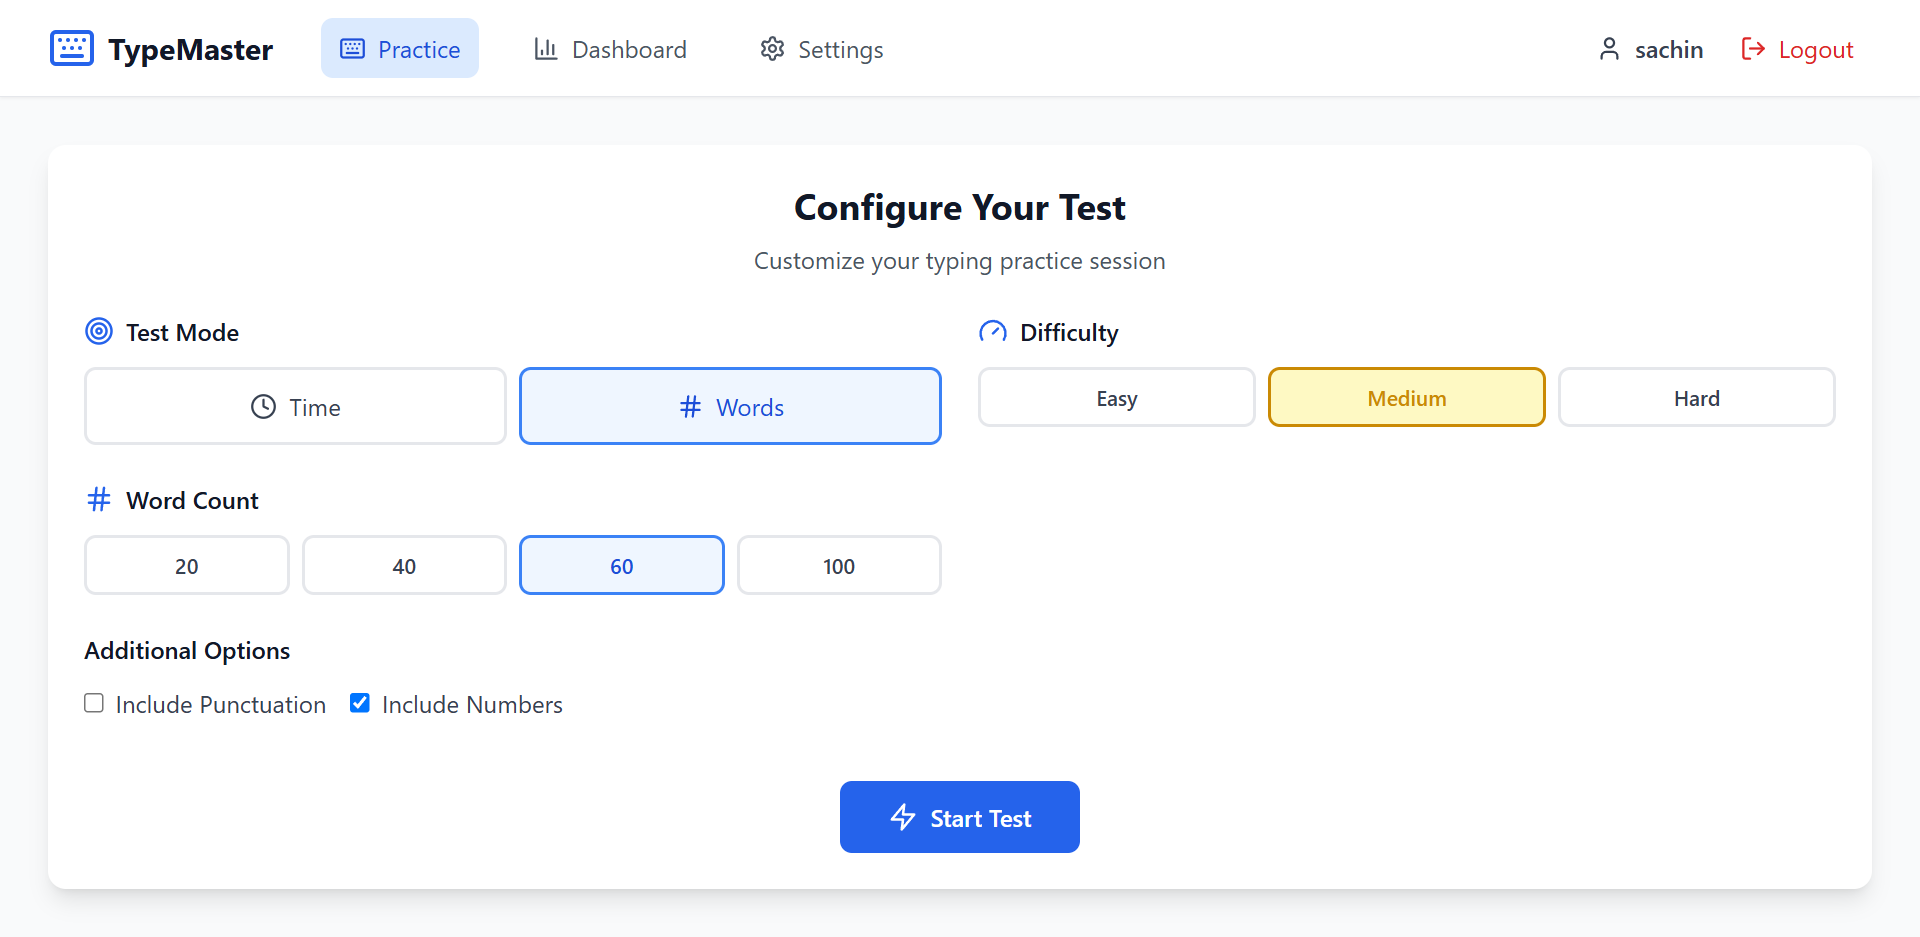 TypeMaster Practice Dashboard Settings sachin Logout
Configure Your Test
Customize your typing practice session
Test Mode
Time Words
Difficulty
Easy Medium Hard
Word Count
20 40 60 100
Additional Options
Include Punctuation Include Numbers
Start Test